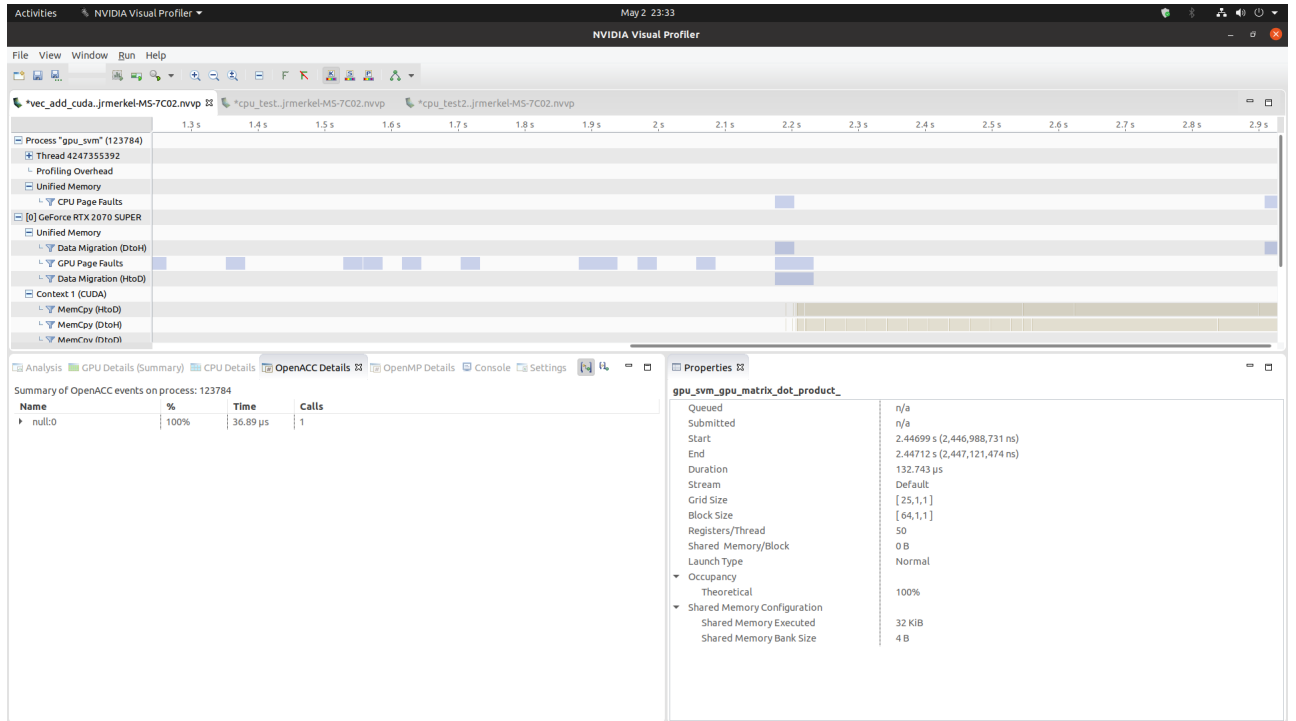 Activities NVIDIA Visual Profiler May 2 23:33
NVIDIA Visual Profiler
File View Window Run Help
*vec_add_cuda..jrmerkel-MS-7C02.nvvp *cpu_test..jrmerkel-MS-7C02.nvvp *cpu_test2..jrmerkel-MS-7C02.nvvp
1.3 s 1.4 s 1.5 s 1.6 s 1.7 s 1.8 s 1.9 s 2 s 2.1 s 2.2 s 2.3 s 2.4 s 2.5 s 2.6 s 2.7 s 2.8 s 2.9 s
Process "gpu_svm" (123784)
Thread 4247355392
Profiling Overhead
Unified Memory
CPU Page Faults
[0] GeForce RTX 2070 SUPER
Unified Memory
Data Migration (DtoH)
GPU Page Faults
Data Migration (HtoD)
Context 1 (CUDA)
MemCpy (HtoD)
MemCpy (DtoH)
MemCpy (DtoD)
Analysis GPU Details (Summary) CPU Details OpenACC Details OpenMP Details Console Settings
Summary of OpenACC events on process: 123784
Name % Time Calls
null:0 100% 36.89 μs 1
Properties
gpu_svm_gpu_matrix_dot_product_
Queued n/a
Submitted n/a
Start 2.44699 s (2,446,988,731 ns)
End 2.44712 s (2,447,121,474 ns)
Duration 132.743 μs
Stream Default
Grid Size [ 25,1,1 ]
Block Size [ 64,1,1 ]
Registers/Thread 50
Shared Memory/Block 0 B
Launch Type Normal
Occupancy
Theoretical 100%
Shared Memory Configuration
Shared Memory Executed 32 KiB
Shared Memory Bank Size 4 B